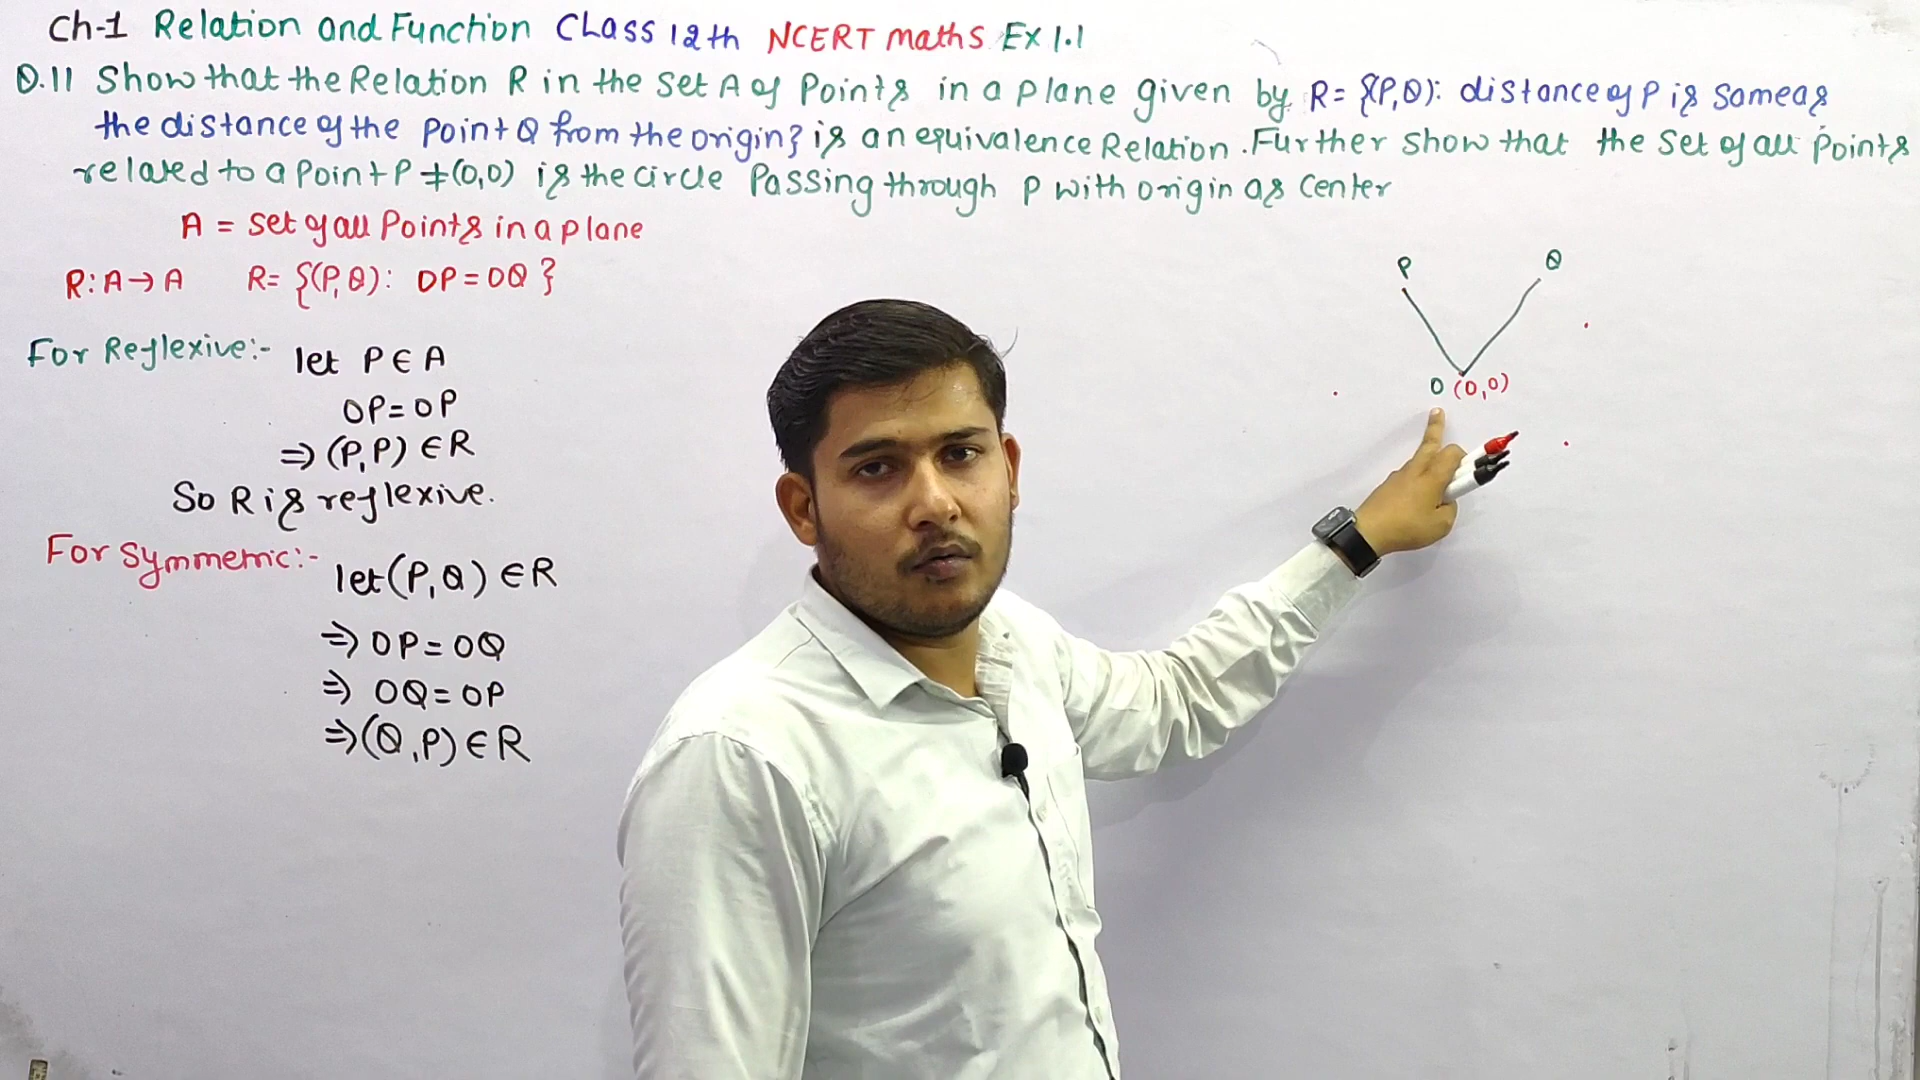 Ch-1 Relation and Function Class 12th NCERT maths Ex 1.1
Q.11 Show that the Relation R in the set A of Points in a plane given by R= {(P,Q): distance of P is same as
the distance of the point Q from the origin} is an equivalence Relation. Further show that the set of all points
related to a point P ≠ (0,0) is the circle Passing through P with origin as center
A = set of all Points in a plane
R: A→A R= {(P,Q): OP=OQ}
For Reflexive:- let P∈A
OP=OP
⇒ (P,P) ∈R
So R is reflexive.
For Symmetric:- let (P,Q) ∈R
⇒ OP=OQ
⇒ OQ=OP
⇒ (Q,P)∈R
P Q
O (0,0)